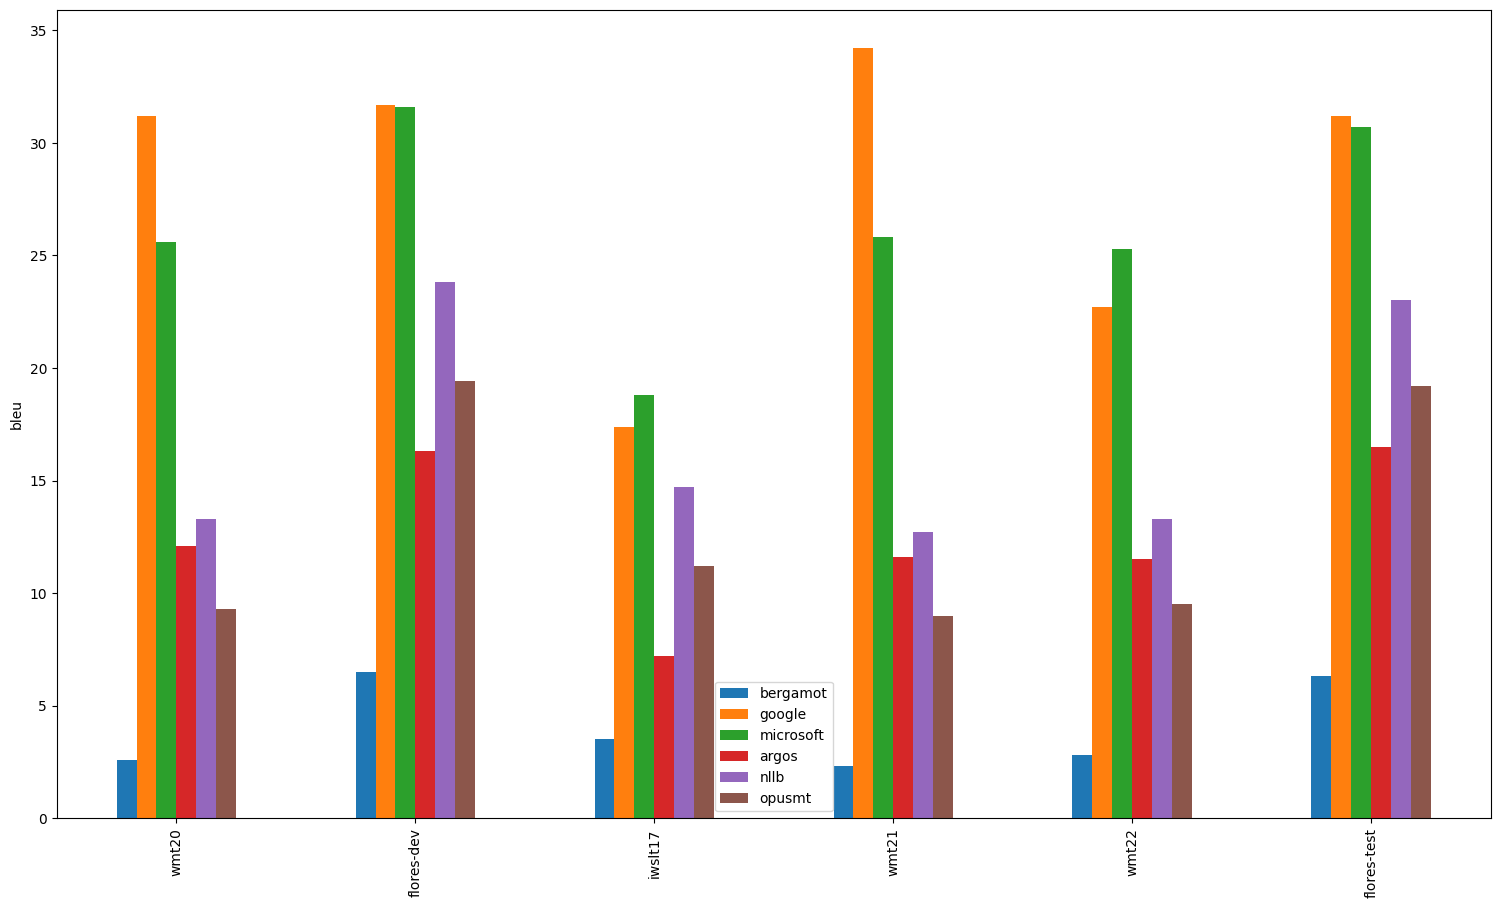 35
30
25
20
15
10
5
0
bleu
bergamot
google
microsoft
argos
nllb
opusmt
wmt20
flores-dev
iwslt17
wmt21
wmt22
flores-test